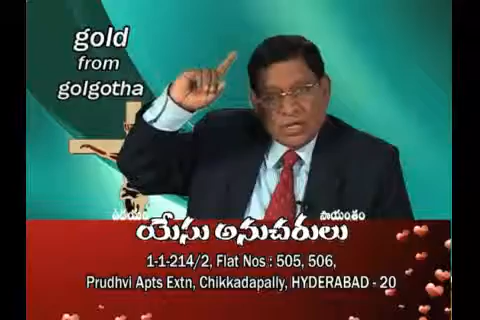 gold
from
golgotha
ఉదయం సాయంత్రం
యేసు అనుచరులు
1-1-214/2, Flat Nos : 505, 506,
Prudhvi Apts Extn, Chikkadapally, HYDERABAD - 20